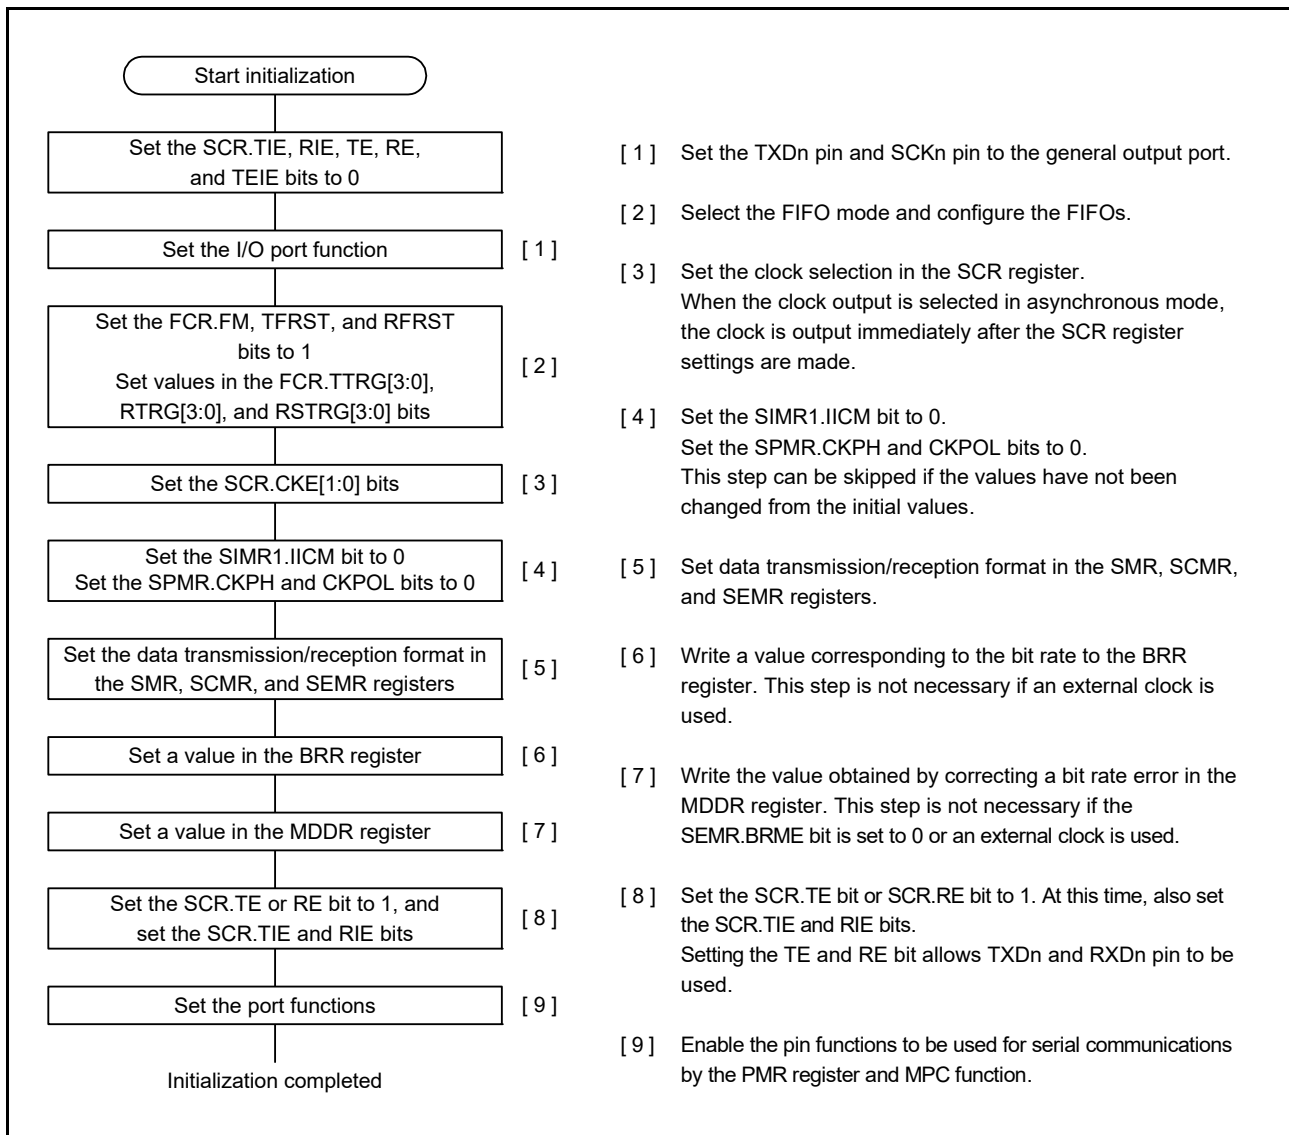 Start initialization
Set the SCR.TIE, RIE, TE, RE,
and TEIE bits to 0
Set the I/O port function
[ 1 ]
Set the FCR.FM, TFRST, and RFRST
bits to 1
Set values in the FCR.TTRG[3:0],
RTRG[3:0], and RSTRG[3:0] bits
[ 2 ]
Set the SCR.CKE[1:0] bits
[ 3 ]
Set the SIMR1.IICM bit to 0
Set the SPMR.CKPH and CKPOL bits to 0
[ 4 ]
Set the data transmission/reception format in
the SMR, SCMR, and SEMR registers
[ 5 ]
Set a value in the BRR register
[ 6 ]
Set a value in the MDDR register
[ 7 ]
Set the SCR.TE or RE bit to 1, and
set the SCR.TIE and RIE bits
[ 8 ]
Set the port functions
[ 9 ]
Initialization completed
[ 1 ] Set the TXDn pin and SCKn pin to the general output port.
[ 2 ] Select the FIFO mode and configure the FIFOs.
[ 3 ] Set the clock selection in the SCR register.
When the clock output is selected in asynchronous mode,
the clock is output immediately after the SCR register
settings are made.
[ 4 ] Set the SIMR1.IICM bit to 0.
Set the SPMR.CKPH and CKPOL bits to 0.
This step can be skipped if the values have not been
changed from the initial values.
[ 5 ] Set data transmission/reception format in the SMR, SCMR,
and SEMR registers.
[ 6 ] Write a value corresponding to the bit rate to the BRR
register. This step is not necessary if an external clock is
used.
[ 7 ] Write the value obtained by correcting a bit rate error in the
MDDR register. This step is not necessary if the
SEMR.BRME bit is set to 0 or an external clock is used.
[ 8 ] Set the SCR.TE bit or SCR.RE bit to 1. At this time, also set
the SCR.TIE and RIE bits.
Setting the TE and RE bit allows TXDn and RXDn pin to be
used.
[ 9 ] Enable the pin functions to be used for serial communications
by the PMR register and MPC function.